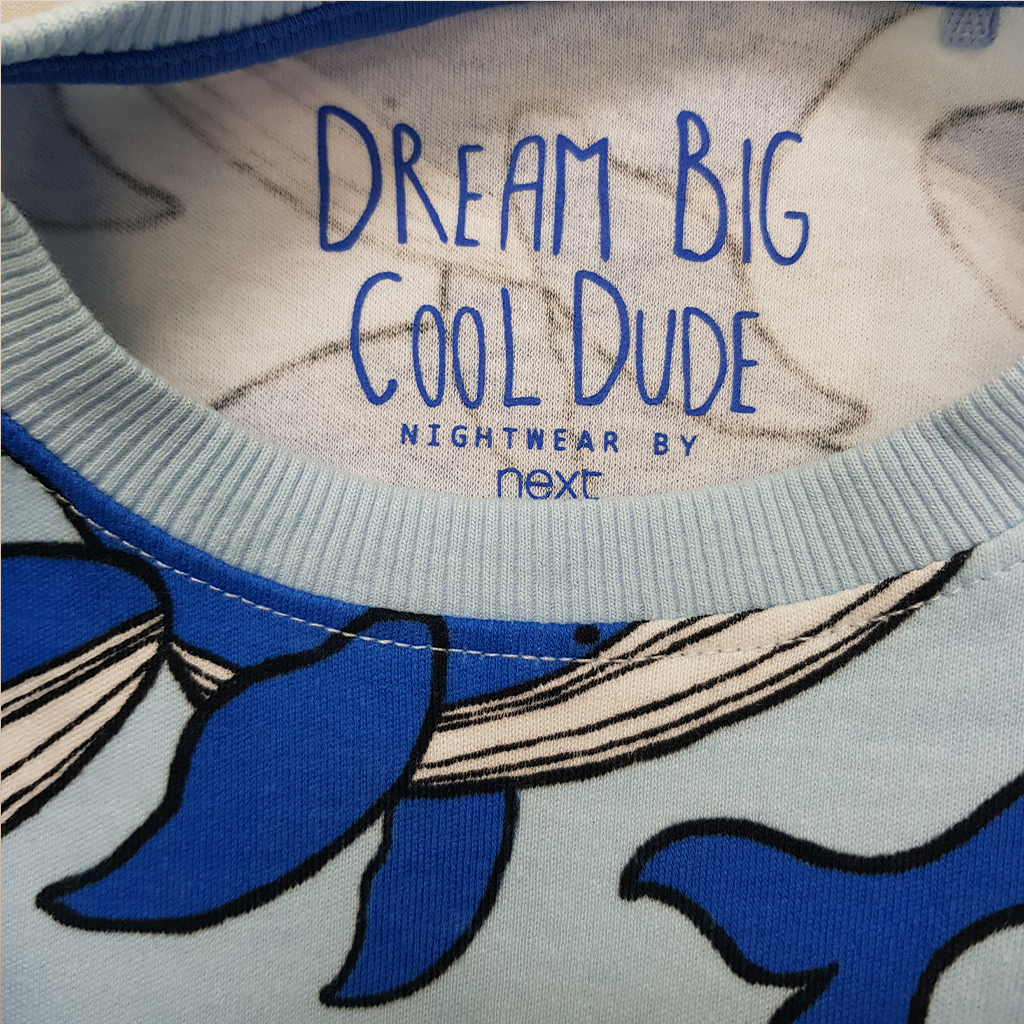 DREAM BIG
COOL DUDE
NIGHTWEAR BY
next